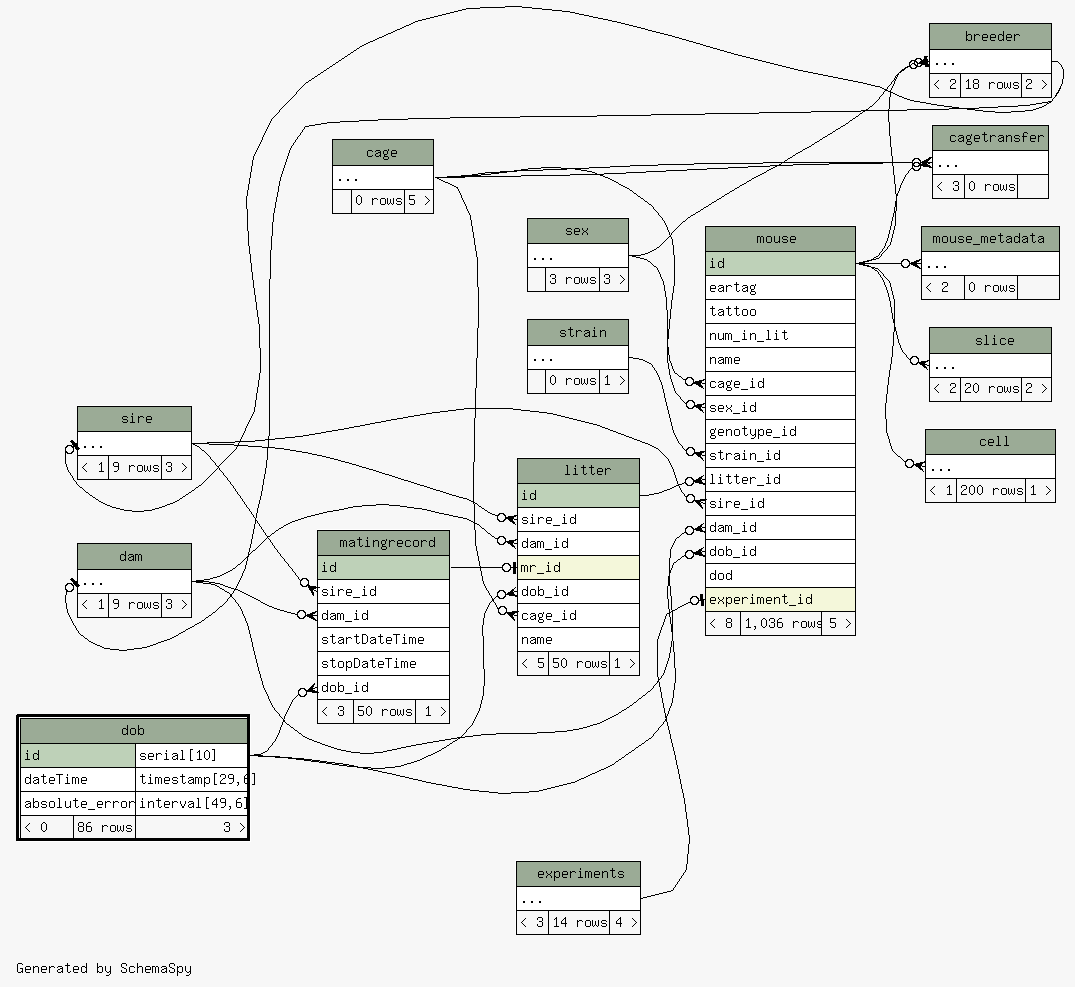 breeder
...
< 2 18 rows 2 >
cagetransfer
...
< 3 0 rows
cage
...
0 rows 5 >
sex
...
3 rows 3 >
mouse
id
eartag
tattoo
num_in_lit
name
cage_id
sex_id
genotype_id
strain_id
litter_id
sire_id
dam_id
dob_id
dod
experiment_id
< 8 1,036 rows 5 >
mouse_metadata
...
< 2 0 rows
strain
...
0 rows 1 >
slice
...
< 2 20 rows 2 >
sire
...
< 1 9 rows 3 >
cell
...
< 1 200 rows 1 >
litter
id
sire_id
dam_id
mr_id
dob_id
cage_id
name
< 5 50 rows 1 >
matingrecord
id
sire_id
dam_id
startDateTime
stopDateTime
dob_id
< 3 50 rows 1 >
dam
...
< 1 9 rows 3 >
dob
id serial[10]
dateTime timestamp[29,6]
absolute_error interval[49,6]
< 0 86 rows 3 >
experiments
...
< 3 14 rows 4 >
Generated by SchemaSpy